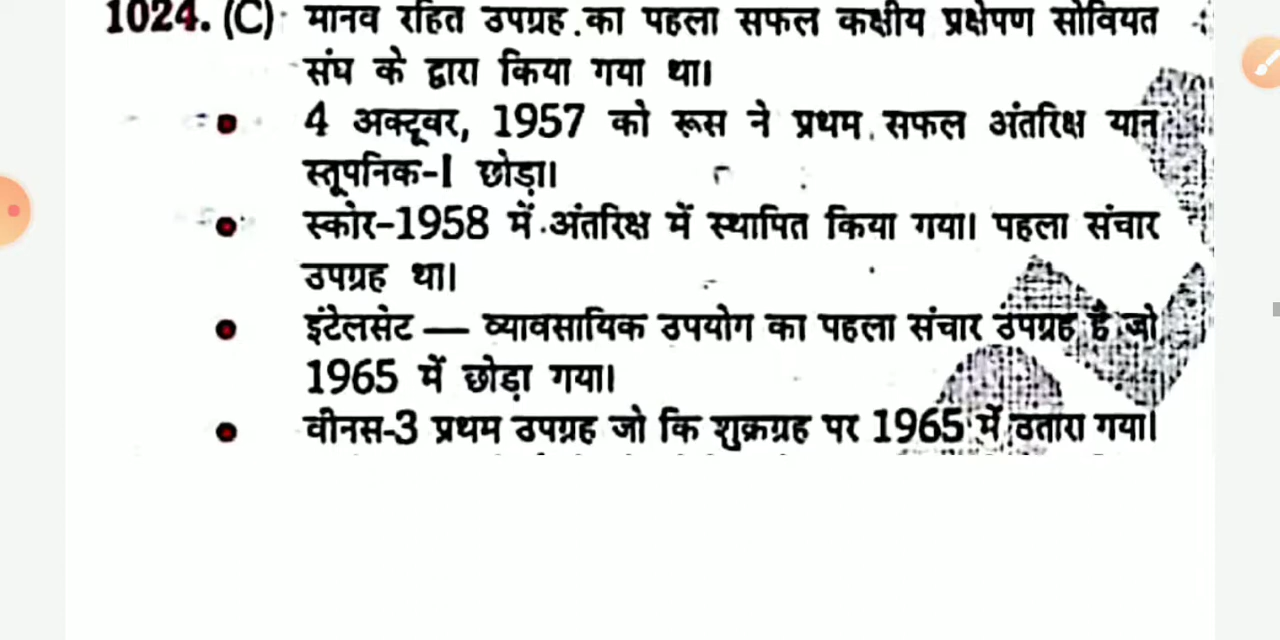 1024. (C) मानव रहित उपग्रह का पहला सफल कक्षीय प्रक्षेपण सोवियत
संघ के द्वारा किया गया था।
• 4 अक्टूबर, 1957 को रूस ने प्रथम सफल अंतरिक्ष यान
स्तूपनिक-I छोड़ा।
• स्कोर-1958 में अंतरिक्ष में स्थापित किया गया। पहला संचार
उपग्रह था।
• इंटेलसेट — व्यावसायिक उपयोग का पहला संचार उपग्रह है जो
1965 में छोड़ा गया।
• वीनस-3 प्रथम उपग्रह जो कि शुक्रग्रह पर 1965 में उतारा गया।